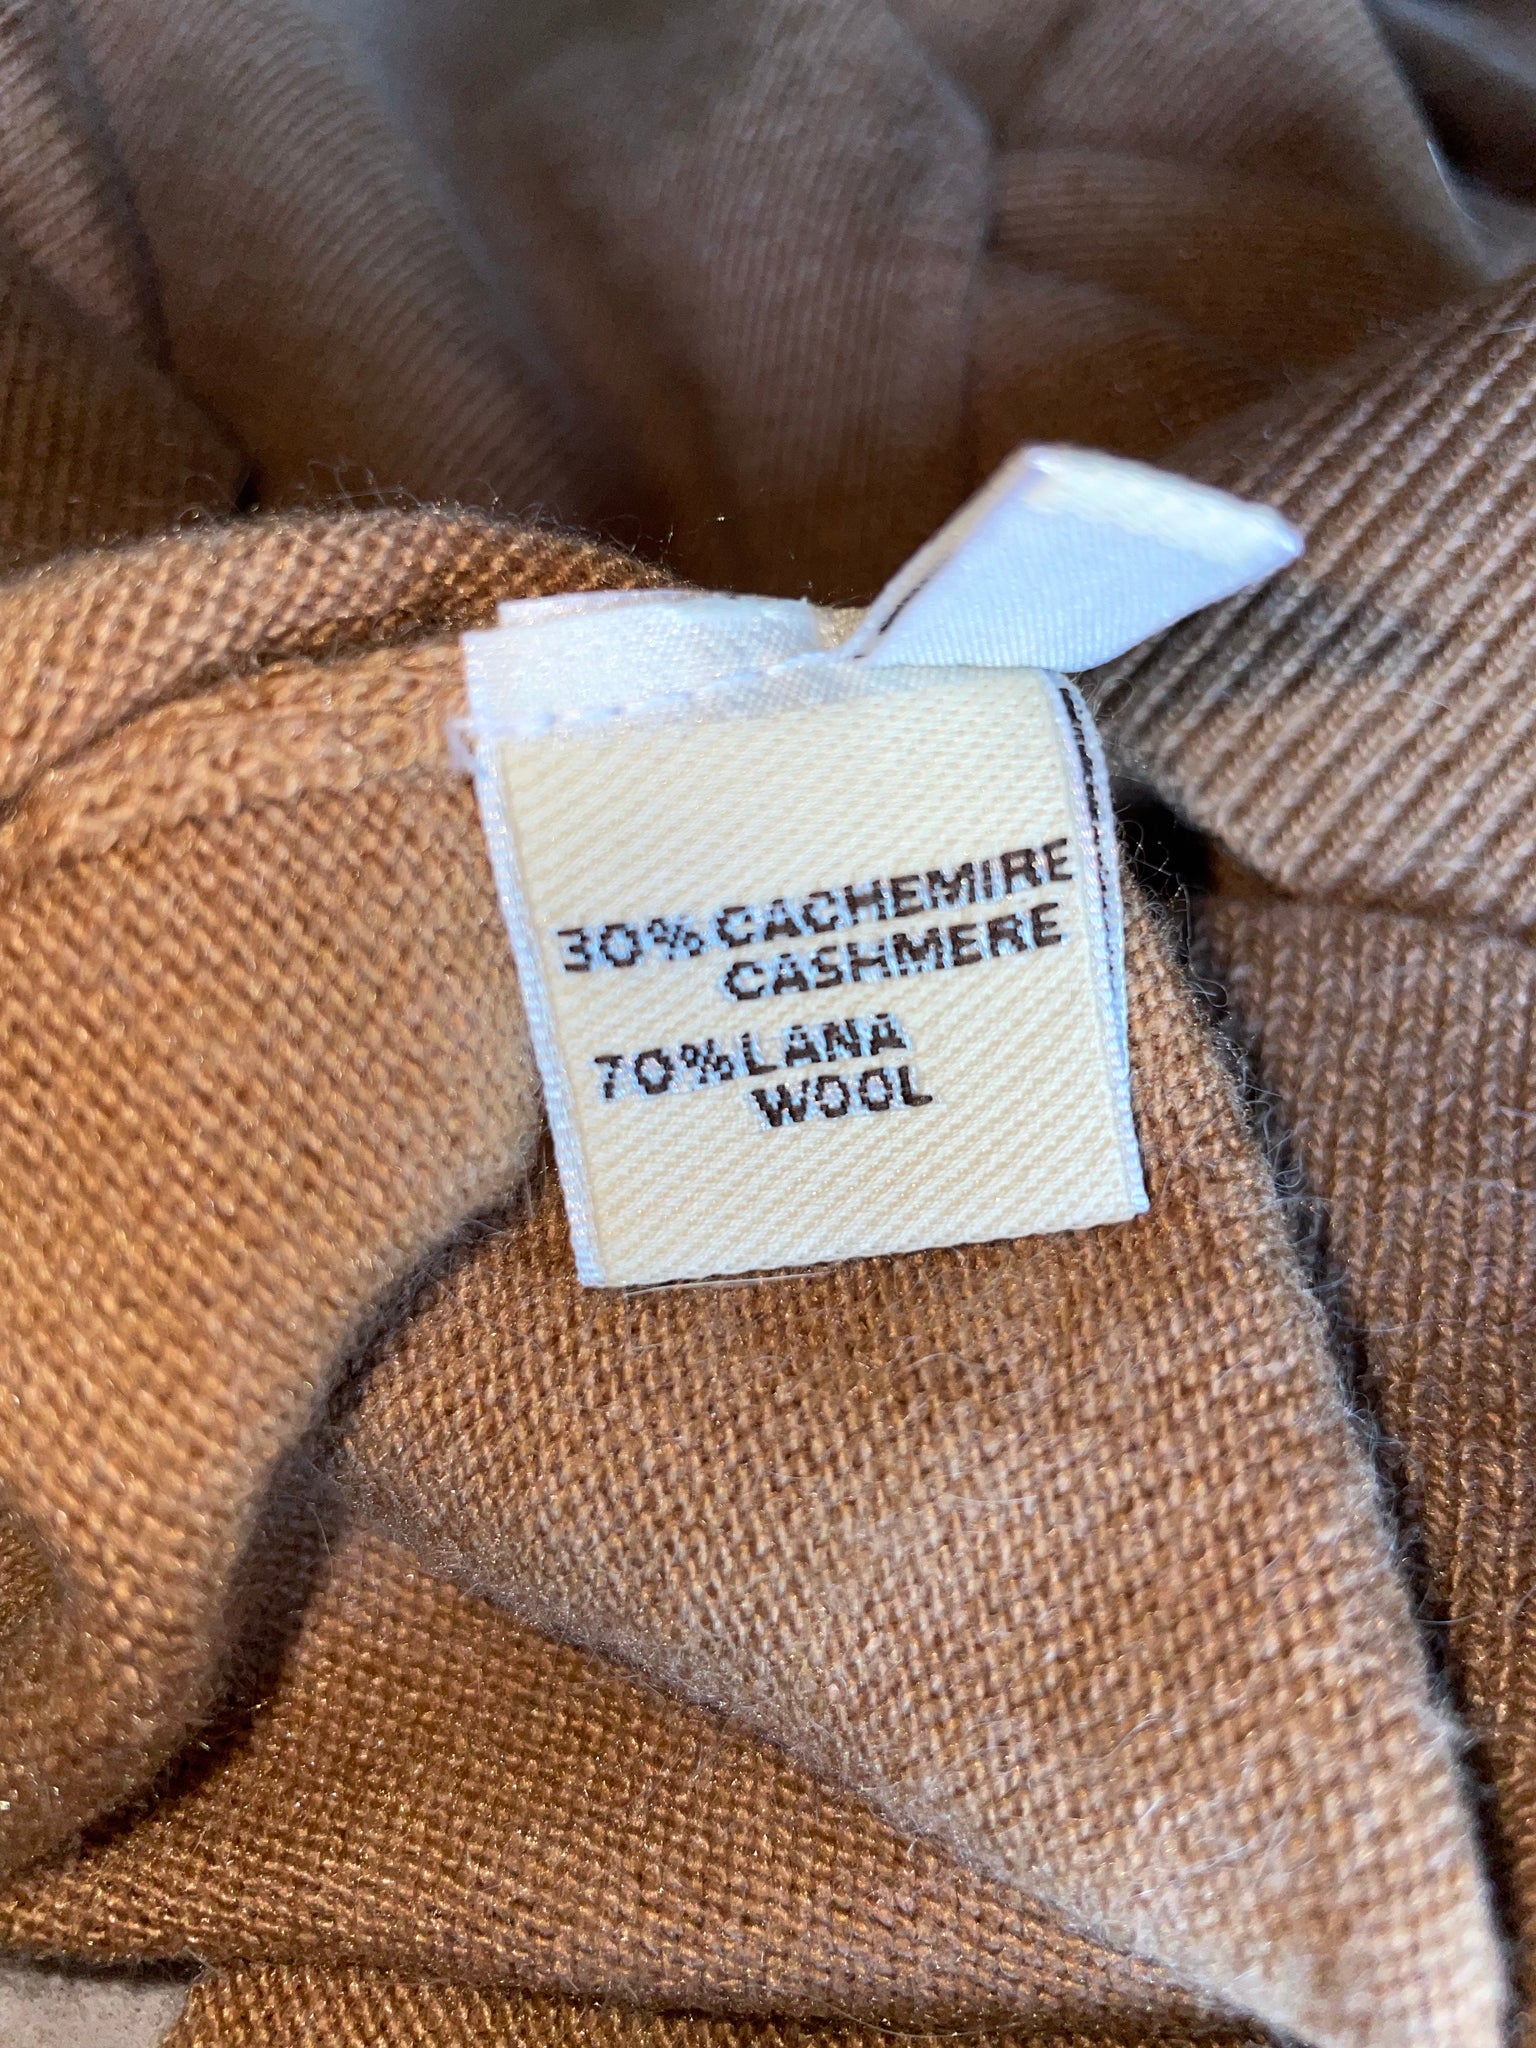 30% CACHEMIRE
CASHMERE
70% LANA
WOOL